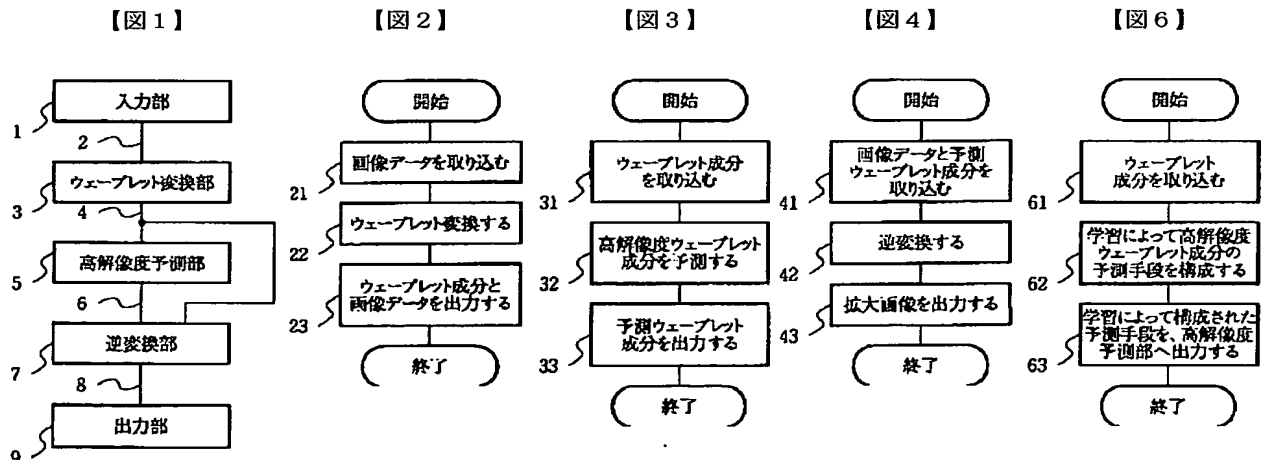 【図1】
入力部
1
2
ウェーブレット変換部
3
4
高解像度予測部
5
6
逆変換部
7
8
出力部
9
【図2】
開始
画像データを取り込む
21
ウェーブレット変換する
22
ウェーブレット成分と
画像データを出力する
23
終了
【図3】
開始
ウェーブレット成分
を取り込む
31
高解像度ウェーブレット
成分を予測する
32
予測ウェーブレット
成分を出力する
33
終了
【図4】
開始
画像データと予測
ウェーブレット成分を
取り込む
41
逆変換する
42
拡大画像を出力する
43
終了
【図6】
開始
ウェーブレット
成分を取り込む
61
学習によって高解像度
ウェーブレット成分の
予測手段を構成する
62
学習によって構成された
予測手段を、高解像度
予測部へ出力する
63
終了